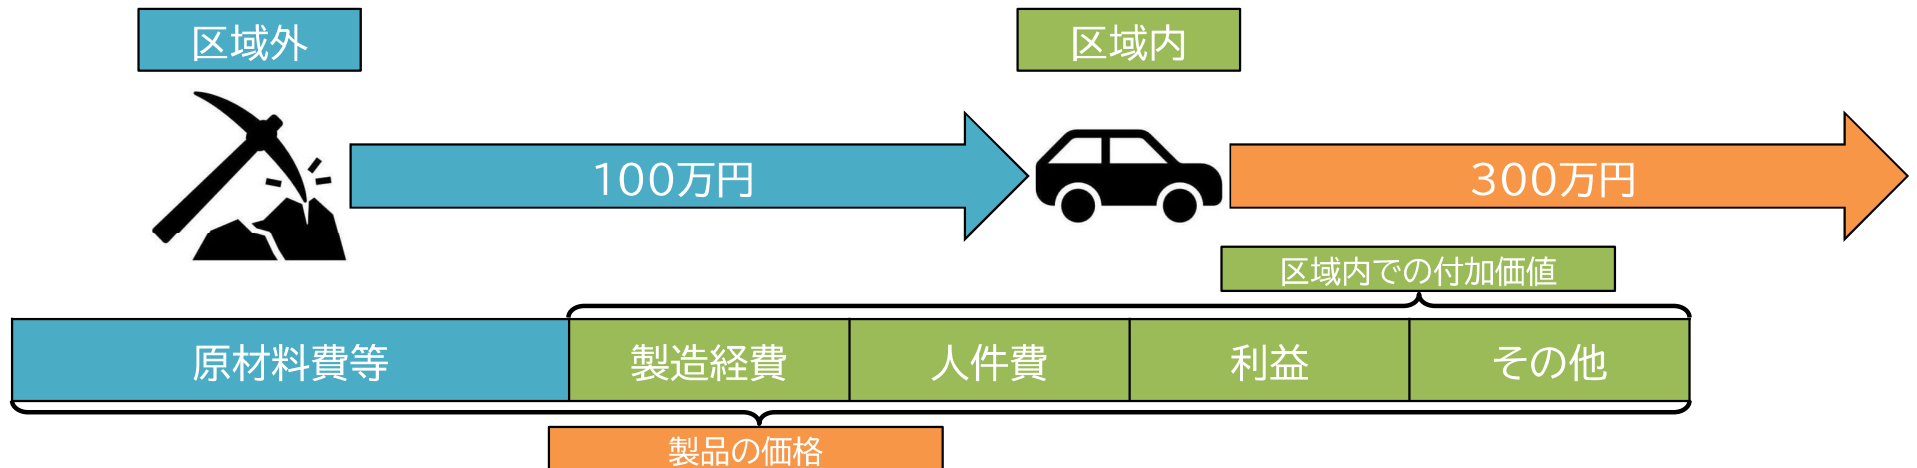 区域外
区域内
100万円
300万円
区域内での付加価値
原材料費等
製造経費
人件費
利益
その他
製品の価格